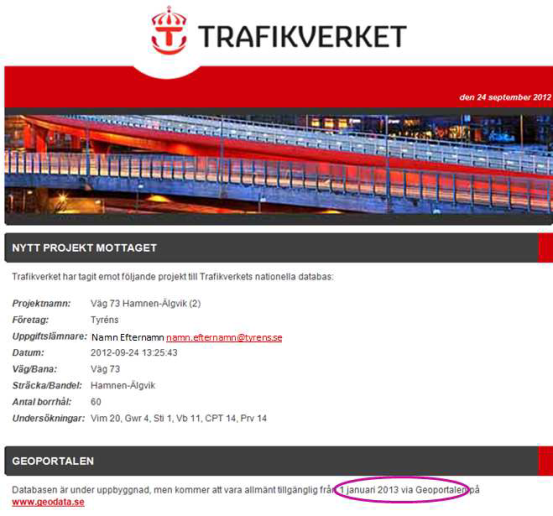 TRAFIKVERKET
den 24 september 2012
NYTT PROJEKT MOTTAGET
Trafikverket har tagit emot följande projekt till Trafikverkets nationella databas:
Projektnamn: Väg 73 Hamnen-Älgvik (2)
Företag: Tyréns
Uppgiftslämnare: Namn Efternamn namn.efternamn@tyrens.se
Datum: 2012-09-24 13:25:43
Väg/Bana: Väg 73
Sträcka/Bandel: Hamnen-Älgvik
Antal borrhål: 60
Undersökningar: Vim 20, Gwr 4, Sti 1, Vb 11, CPT 14, Prv 14
GEOPORTALEN
Databasen är under uppbyggnad, men kommer att vara allmänt tillgänglig från 1 januari 2013 via Geoportalen på
www.geodata.se